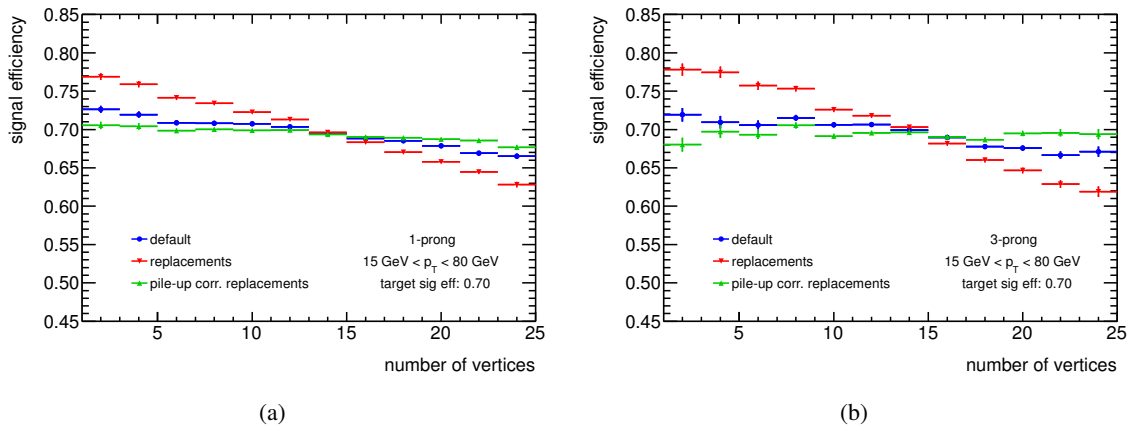 signal efficiency
0.85
0.80
0.75
0.70
0.65
0.60
0.55
0.50
0.45
default
replacements
pile-up corr. replacements
1-prong
15 GeV < p_T < 80 GeV
target sig eff: 0.70
5 10 15 20 25
number of vertices
(a)
signal efficiency
0.85
0.80
0.75
0.70
0.65
0.60
0.55
0.50
0.45
default
replacements
pile-up corr. replacements
3-prong
15 GeV < p_T < 80 GeV
target sig eff: 0.70
5 10 15 20 25
number of vertices
(b)